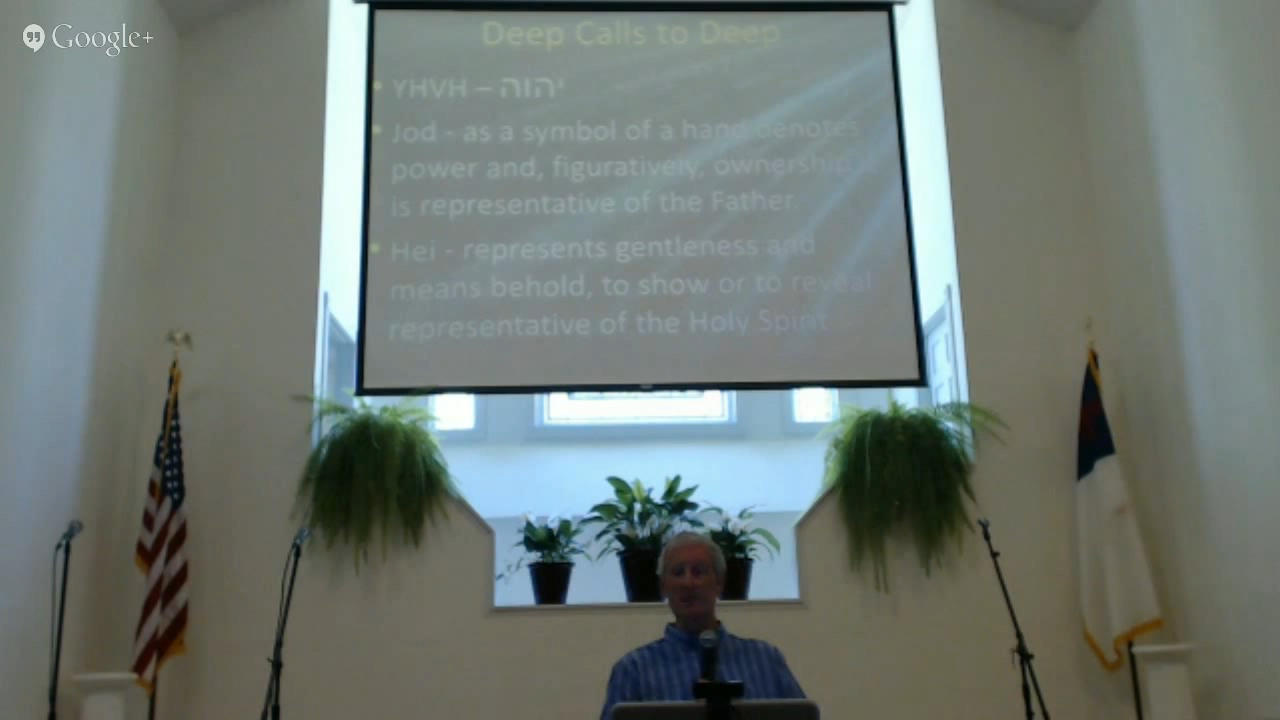 Google+
Deep Calls to Deep
• YHVH – יהוה
• Jod - as a symbol of a hand denotes
power and, figuratively, ownership,
is representative of the Father.
• Hei - represents gentleness and
means behold, to show or to reveal
representative of the Holy Spirit